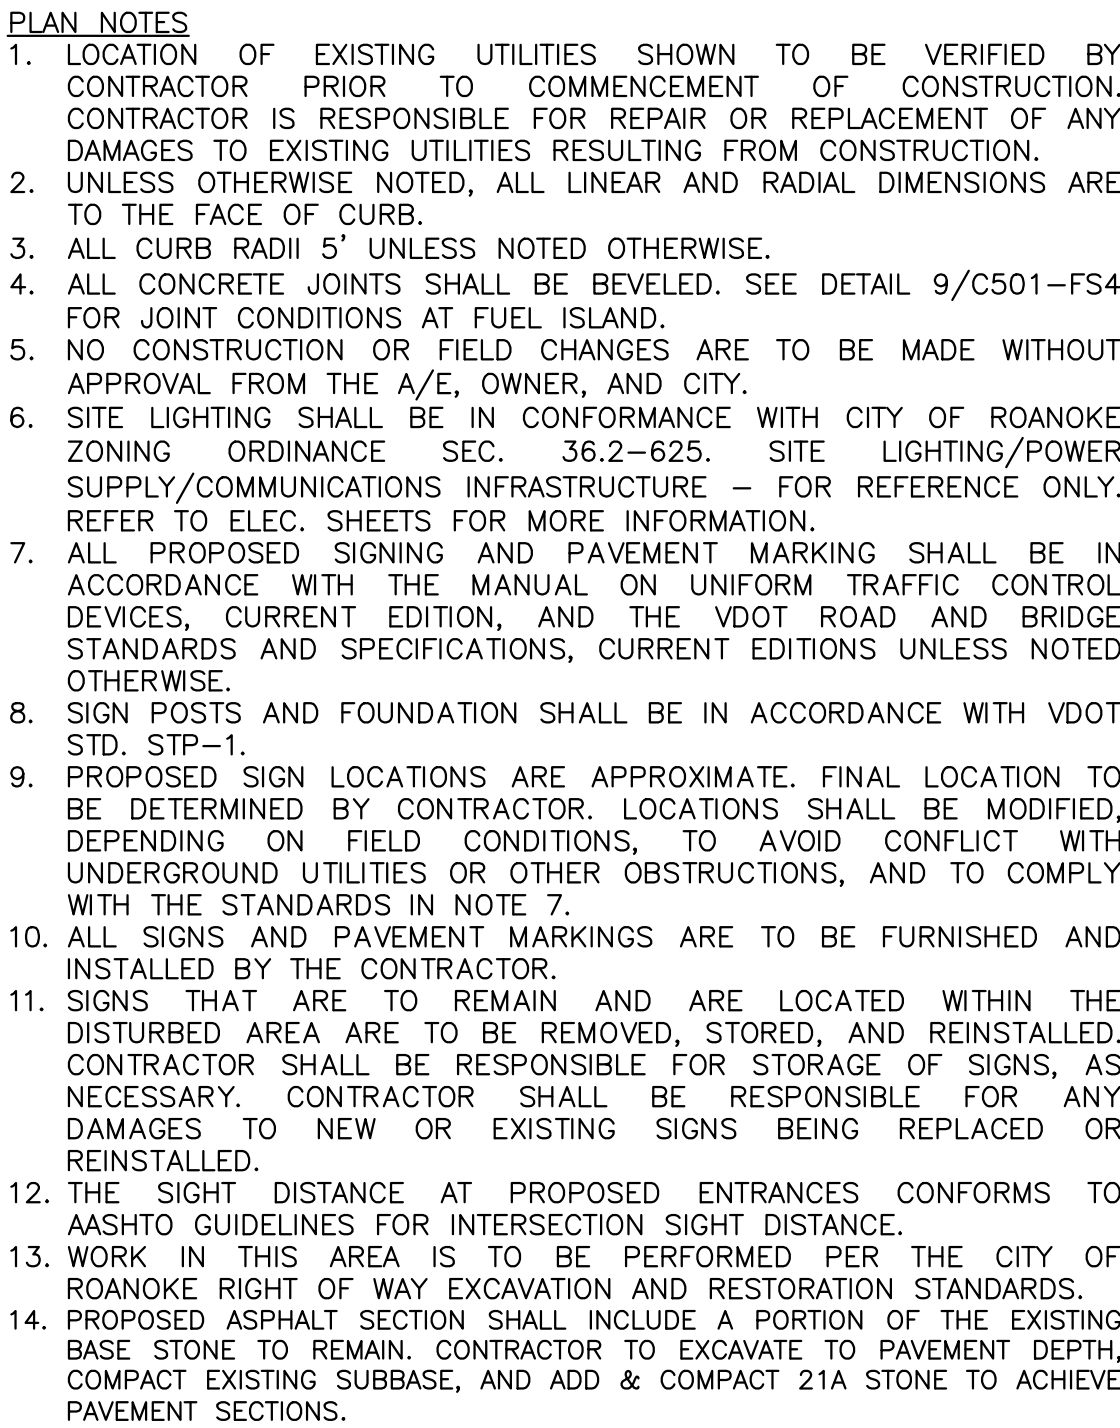 PLAN NOTES
1. LOCATION OF EXISTING UTILITIES SHOWN TO BE VERIFIED BY
CONTRACTOR PRIOR TO COMMENCEMENT OF CONSTRUCTION.
CONTRACTOR IS RESPONSIBLE FOR REPAIR OR REPLACEMENT OF ANY
DAMAGES TO EXISTING UTILITIES RESULTING FROM CONSTRUCTION.
2. UNLESS OTHERWISE NOTED, ALL LINEAR AND RADIAL DIMENSIONS ARE
TO THE FACE OF CURB.
3. ALL CURB RADII 5' UNLESS NOTED OTHERWISE.
4. ALL CONCRETE JOINTS SHALL BE BEVELED. SEE DETAIL 9/C501-FS4
FOR JOINT CONDITIONS AT FUEL ISLAND.
5. NO CONSTRUCTION OR FIELD CHANGES ARE TO BE MADE WITHOUT
APPROVAL FROM THE A/E, OWNER, AND CITY.
6. SITE LIGHTING SHALL BE IN CONFORMANCE WITH CITY OF ROANOKE
ZONING ORDINANCE SEC. 36.2-625. SITE LIGHTING/POWER
SUPPLY/COMMUNICATIONS INFRASTRUCTURE - FOR REFERENCE ONLY.
REFER TO ELEC. SHEETS FOR MORE INFORMATION.
7. ALL PROPOSED SIGNING AND PAVEMENT MARKING SHALL BE IN
ACCORDANCE WITH THE MANUAL ON UNIFORM TRAFFIC CONTROL
DEVICES, CURRENT EDITION, AND THE VDOT ROAD AND BRIDGE
STANDARDS AND SPECIFICATIONS, CURRENT EDITIONS UNLESS NOTED
OTHERWISE.
8. SIGN POSTS AND FOUNDATION SHALL BE IN ACCORDANCE WITH VDOT
STD. STP-1.
9. PROPOSED SIGN LOCATIONS ARE APPROXIMATE. FINAL LOCATION TO
BE DETERMINED BY CONTRACTOR. LOCATIONS SHALL BE MODIFIED,
DEPENDING ON FIELD CONDITIONS, TO AVOID CONFLICT WITH
UNDERGROUND UTILITIES OR OTHER OBSTRUCTIONS, AND TO COMPLY
WITH THE STANDARDS IN NOTE 7.
10. ALL SIGNS AND PAVEMENT MARKINGS ARE TO BE FURNISHED AND
INSTALLED BY THE CONTRACTOR.
11. SIGNS THAT ARE TO REMAIN AND ARE LOCATED WITHIN THE
DISTURBED AREA ARE TO BE REMOVED, STORED, AND REINSTALLED.
CONTRACTOR SHALL BE RESPONSIBLE FOR STORAGE OF SIGNS, AS
NECESSARY. CONTRACTOR SHALL BE RESPONSIBLE FOR ANY
DAMAGES TO NEW OR EXISTING SIGNS BEING REPLACED OR
REINSTALLED.
12. THE SIGHT DISTANCE AT PROPOSED ENTRANCES CONFORMS TO
AASHTO GUIDELINES FOR INTERSECTION SIGHT DISTANCE.
13. WORK IN THIS AREA IS TO BE PERFORMED PER THE CITY OF
ROANOKE RIGHT OF WAY EXCAVATION AND RESTORATION STANDARDS.
14. PROPOSED ASPHALT SECTION SHALL INCLUDE A PORTION OF THE EXISTING
BASE STONE TO REMAIN. CONTRACTOR TO EXCAVATE TO PAVEMENT DEPTH,
COMPACT EXISTING SUBBASE, AND ADD & COMPACT 21A STONE TO ACHIEVE
PAVEMENT SECTIONS.